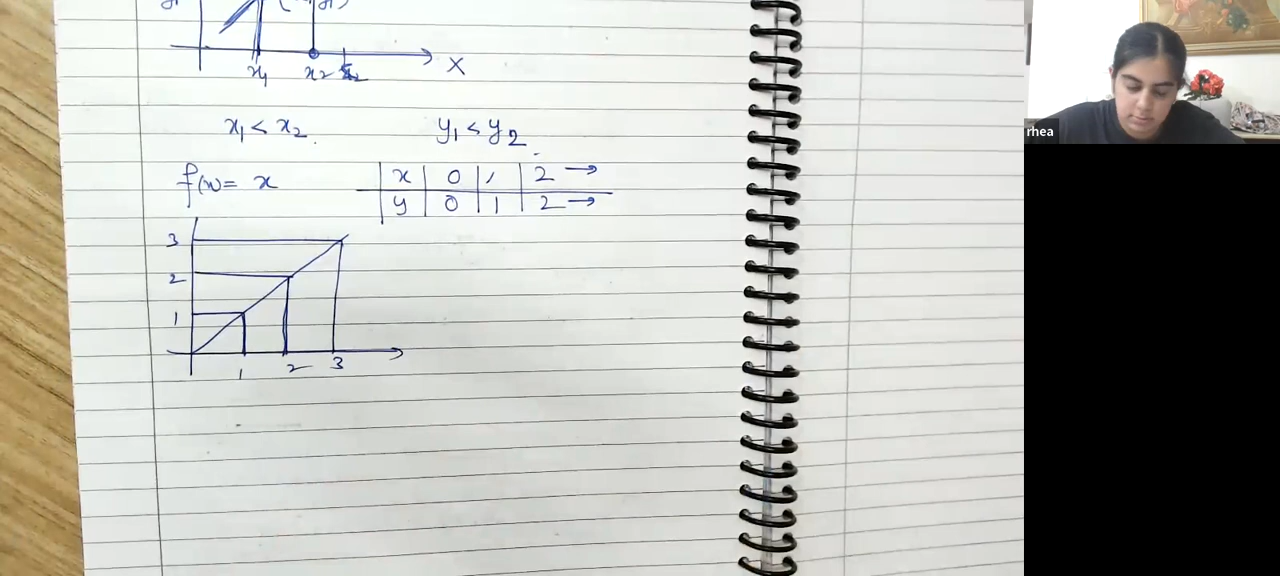 x₁ x₂ x
x₁ < x₂. y₁ < y₂
f(x) = x
x 0 1 2 →
y 0 1 2 →
3
2
1
1 2 3
rhea